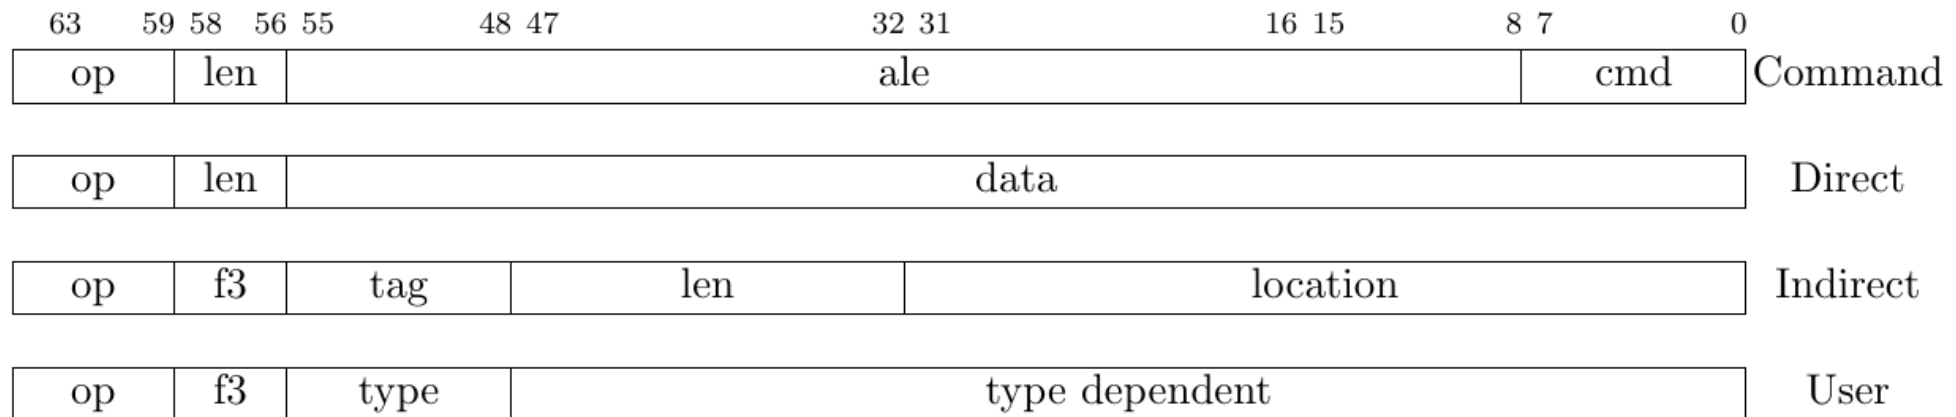 63 59 58 56 55 48 47 32 31 16 15 8 7 0
op len ale cmd Command
op len data Direct
op f3 tag len location Indirect
op f3 type type dependent User